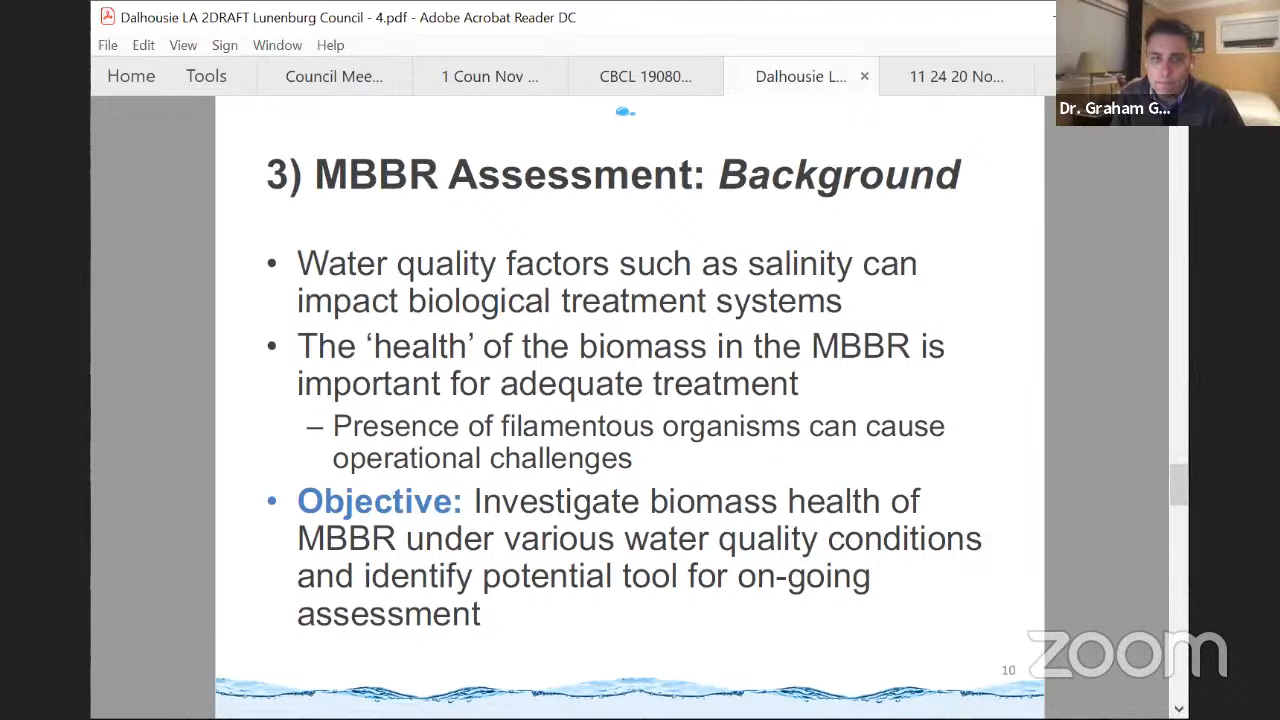 Dalhousie LA 2DRAFT Lunenburg Council - 4.pdf - Adobe Acrobat Reader DC
File Edit View Sign Window Help
Home Tools Council Mee... 1 Coun Nov ... CBCL 19080... Dalhousie L... × 11 24 20 No...
Dr. Graham G...
3) MBBR Assessment: Background
• Water quality factors such as salinity can
impact biological treatment systems
• The ‘health’ of the biomass in the MBBR is
important for adequate treatment
– Presence of filamentous organisms can cause
operational challenges
• Objective: Investigate biomass health of
MBBR under various water quality conditions
and identify potential tool for on-going
assessment
10
zoom